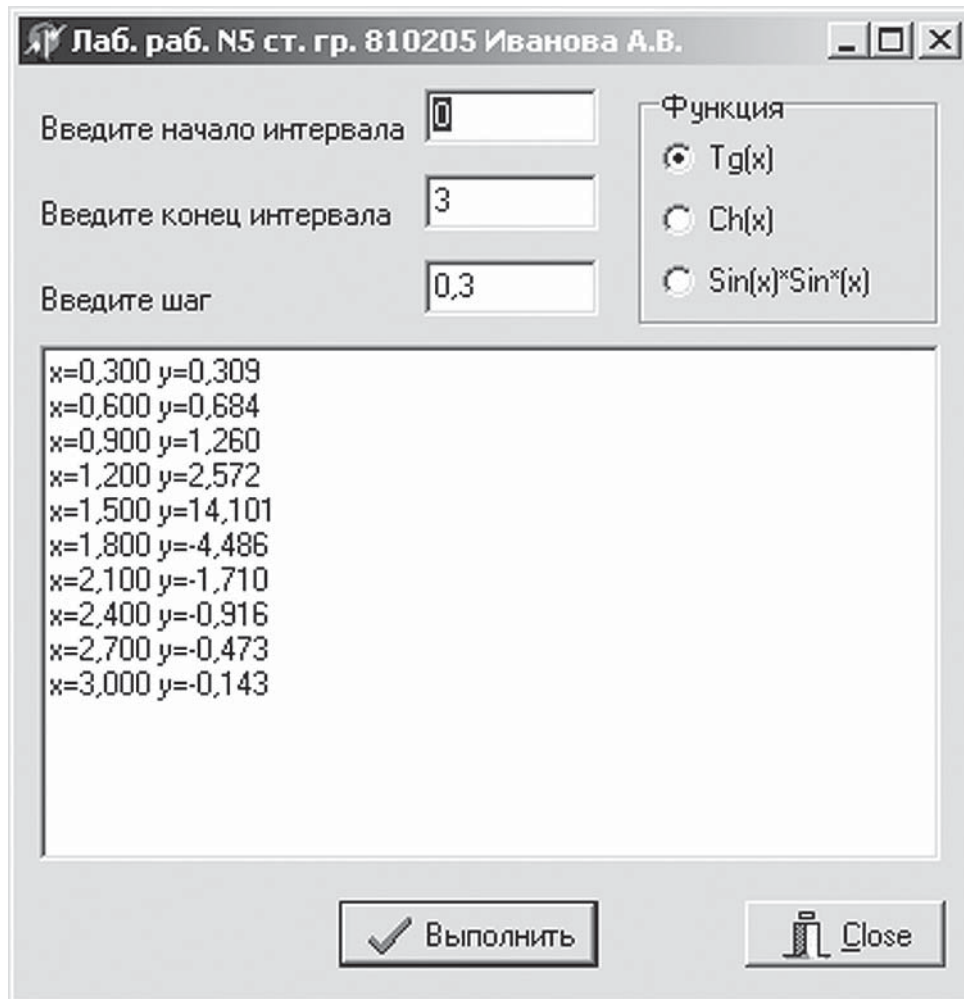 Лаб. раб. N5 ст. гр. 810205 Иванова А.В.
Введите начало интервала 0
Введите конец интервала 3
Введите шаг 0,3
Функция
Tg(x)
Ch(x)
Sin(x)*Sin*(x)
x=0,300 y=0,309
x=0,600 y=0,684
x=0,900 y=1,260
x=1,200 y=2,572
x=1,500 y=14,101
x=1,800 y=-4,486
x=2,100 y=-1,710
x=2,400 y=-0,916
x=2,700 y=-0,473
x=3,000 y=-0,143
Выполнить
Close